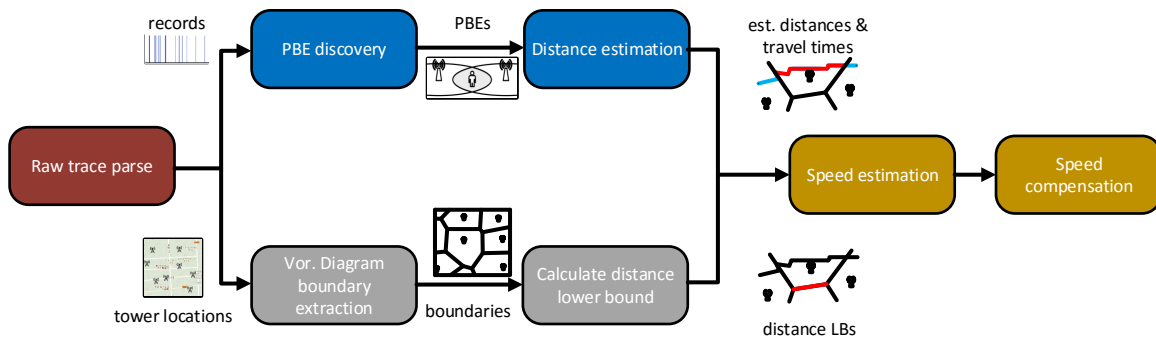 records
PBE discovery
PBEs
Distance estimation
est. distances &
travel times
Raw trace parse
Speed estimation
Speed
compensation
tower locations
Vor. Diagram
boundary
extraction
boundaries
Calculate distance
lower bound
distance LBs